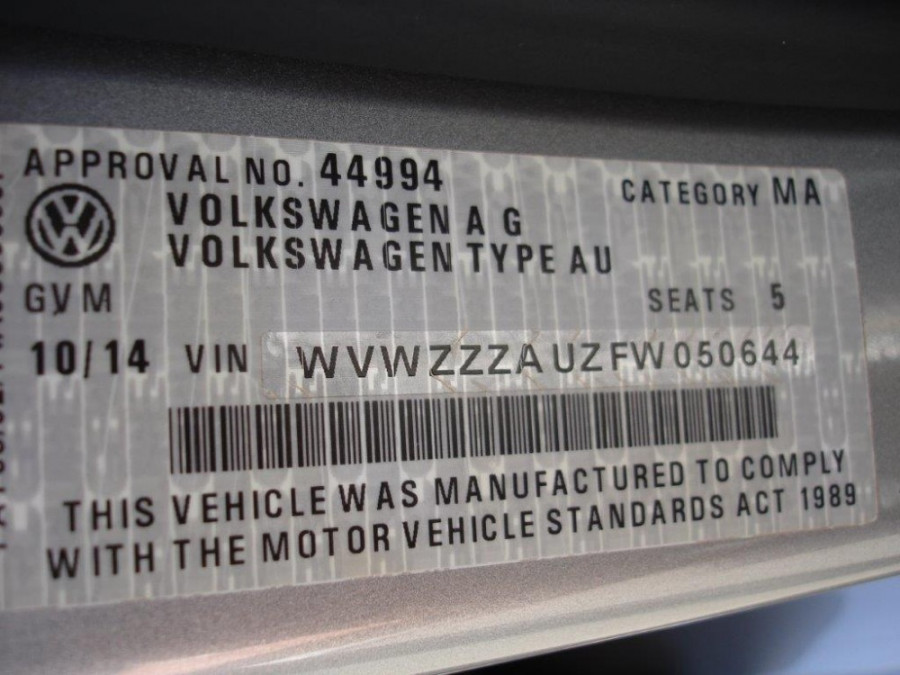 APPROVAL NO. 44994
CATEGORY MA
VOLKSWAGEN A G
VOLKSWAGEN TYPE AU
GVM
SEATS 5
10/14 VIN WVWZZZAUZFW050644
THIS VEHICLE WAS MANUFACTURED TO COMPLY
WITH THE MOTOR VEHICLE STANDARDS ACT 1989